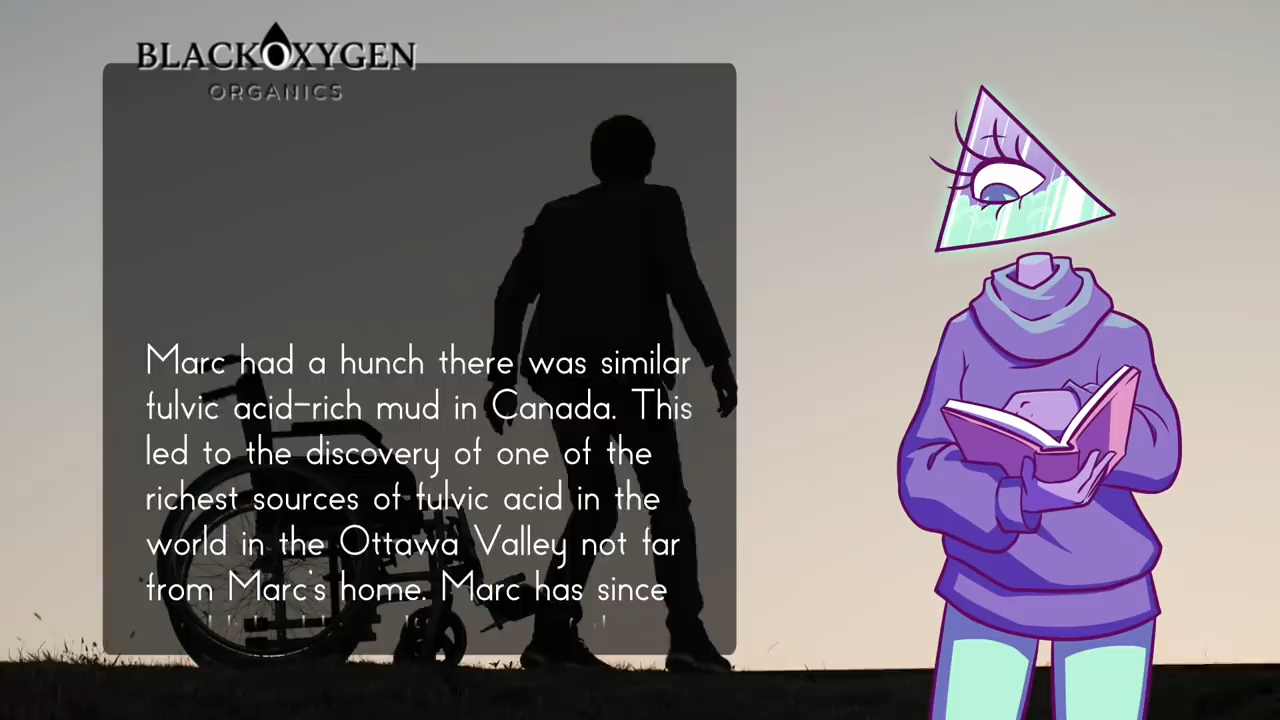 BLACKOXYGEN
ORGANICS
Marc had a hunch there was similar
fulvic acid-rich mud in Canada. This
led to the discovery of one of the
richest sources of fulvic acid in the
world in the Ottawa Valley not far
from Marc's home. Marc has since